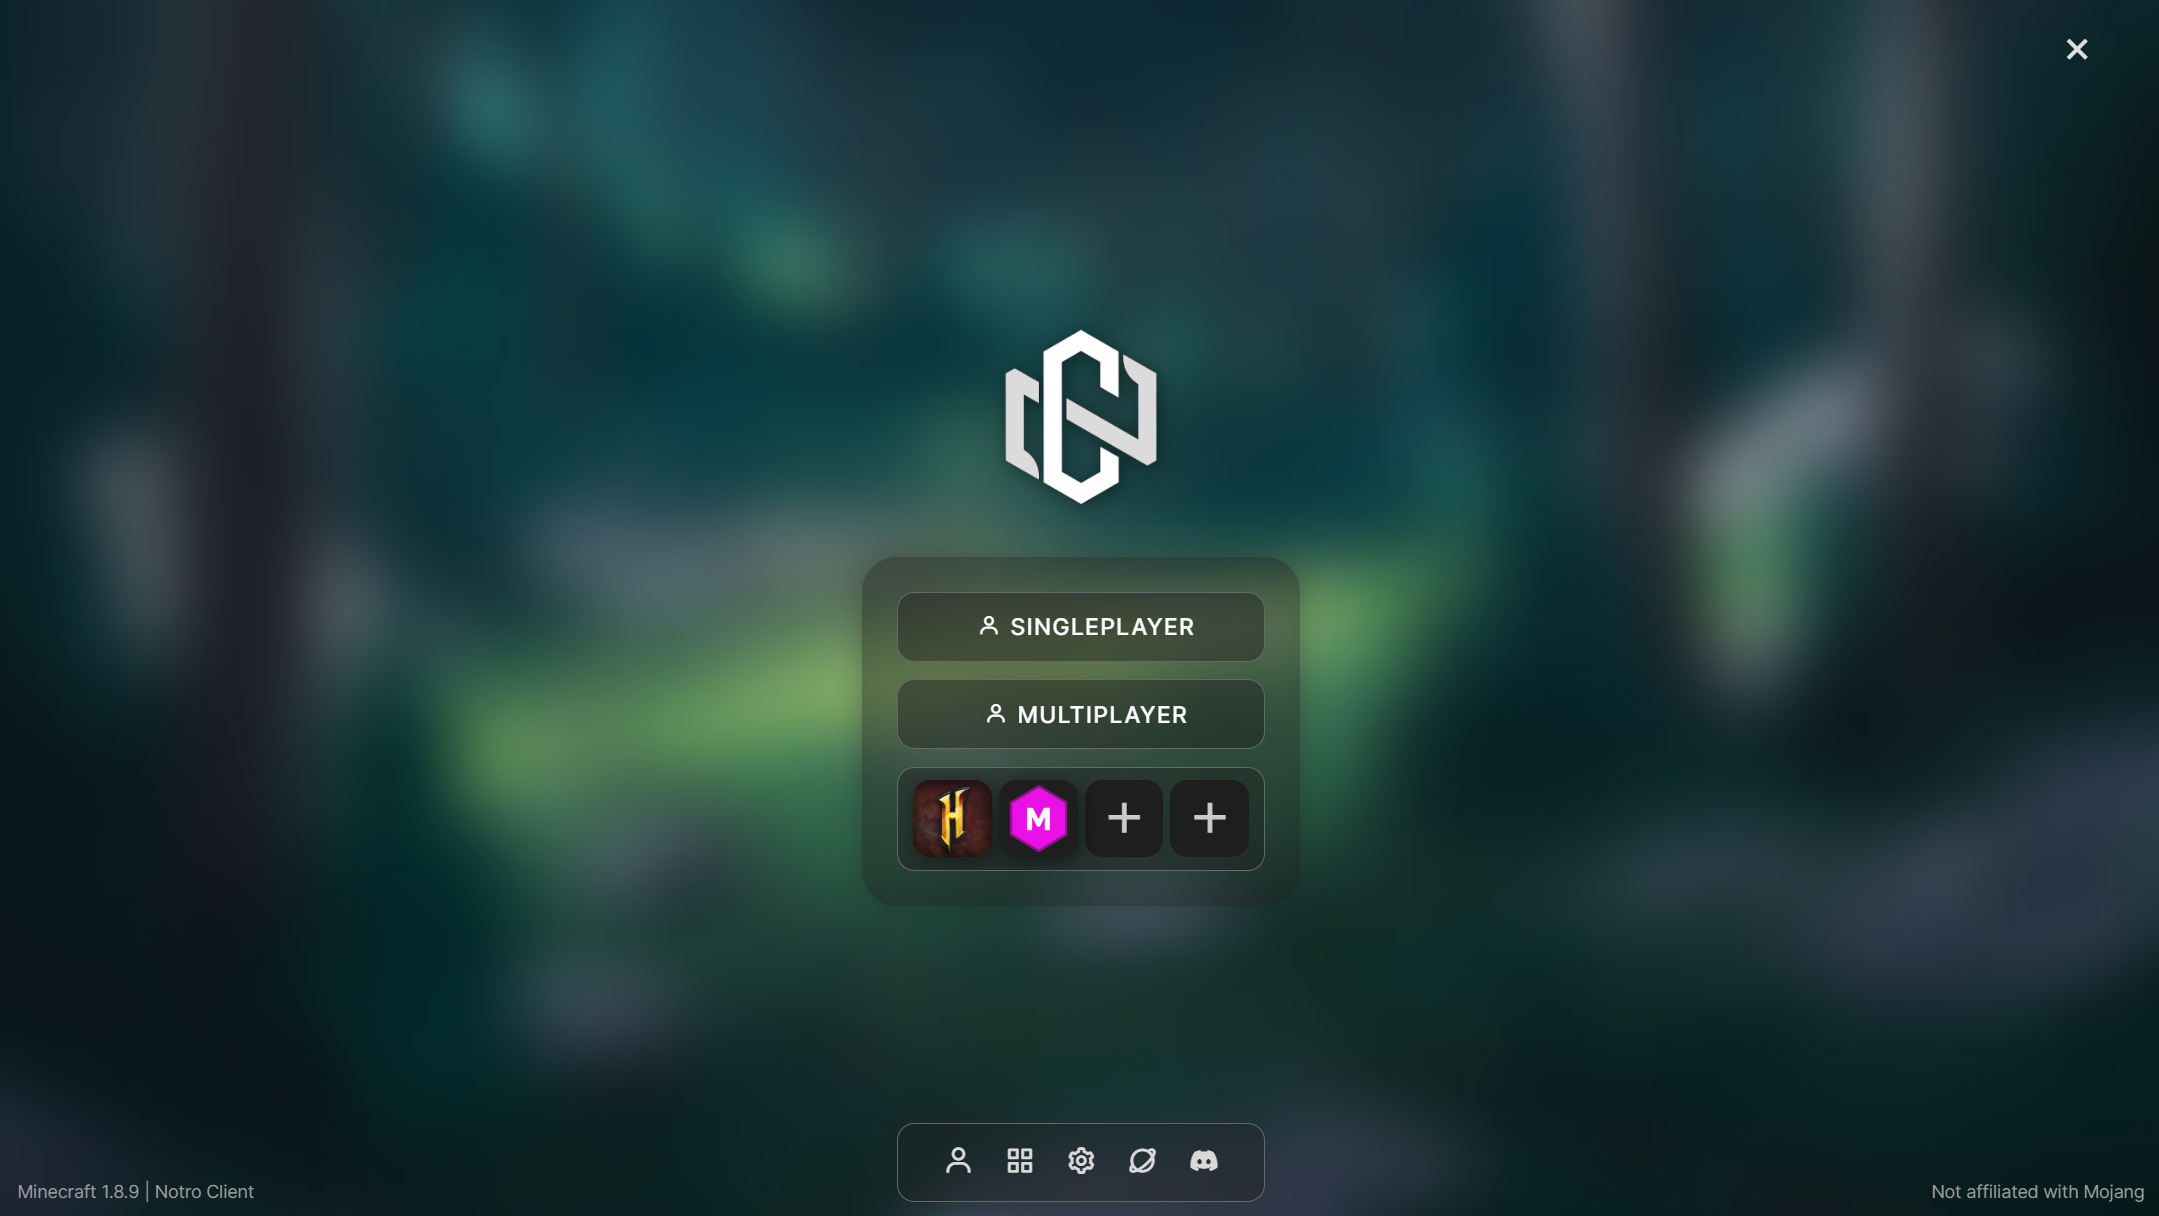 SINGLEPLAYER
MULTIPLAYER
M
Minecraft 1.8.9 | Notro Client
Not affiliated with Mojang